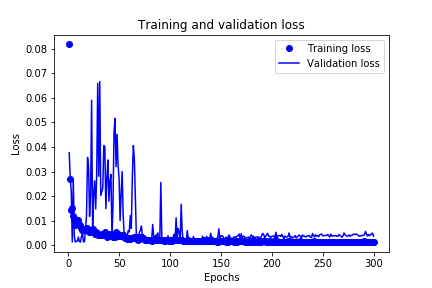 Training and validation loss
Training loss
Validation loss
0.08
0.07
0.06
0.05
0.04
0.03
0.02
0.01
0.00
Loss
0 50 100 150 200 250 300
Epochs